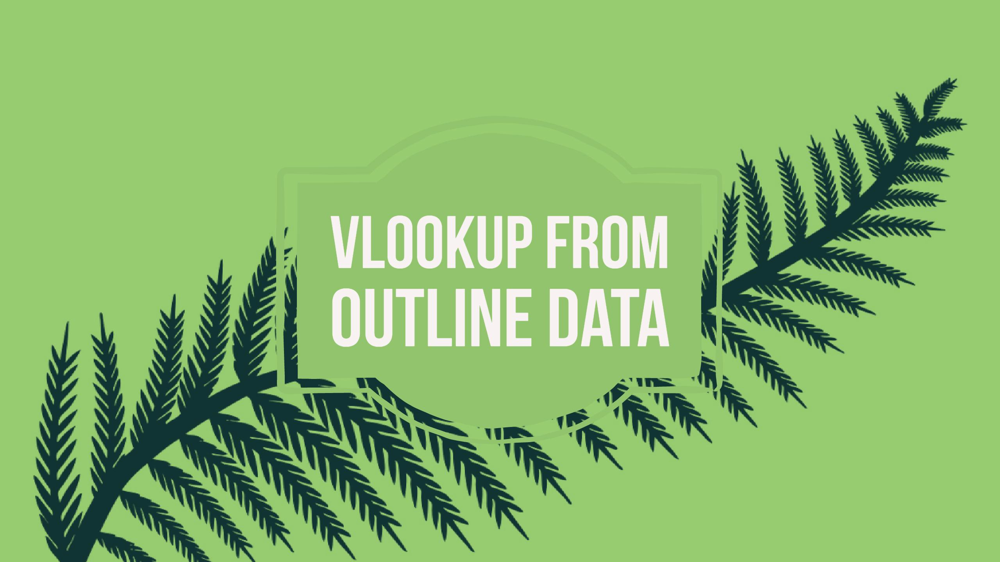 VLOOKUP FROM
OUTLINE DATA